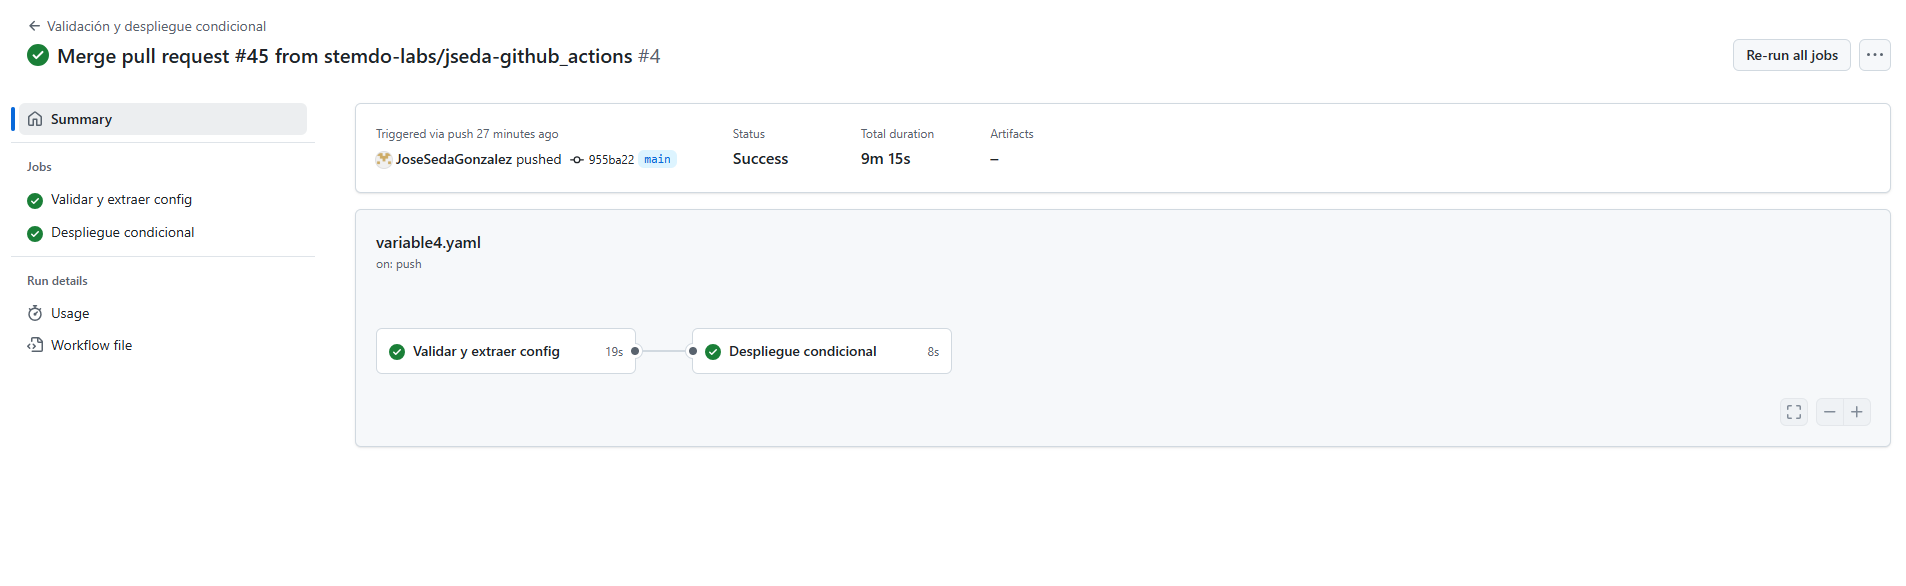 Validación y despliegue condicional
Merge pull request #45 from stemdo-labs/jseda-github_actions #4
Re-run all jobs
Summary
Jobs
Validar y extraer config
Despliegue condicional
Run details
Usage
Workflow file
Triggered via push 27 minutes ago
JoseSedaGonzalez pushed 955ba22 main
Status
Success
Total duration
9m 15s
Artifacts
–
variable4.yaml
on: push
Validar y extraer config 19s
Despliegue condicional 8s